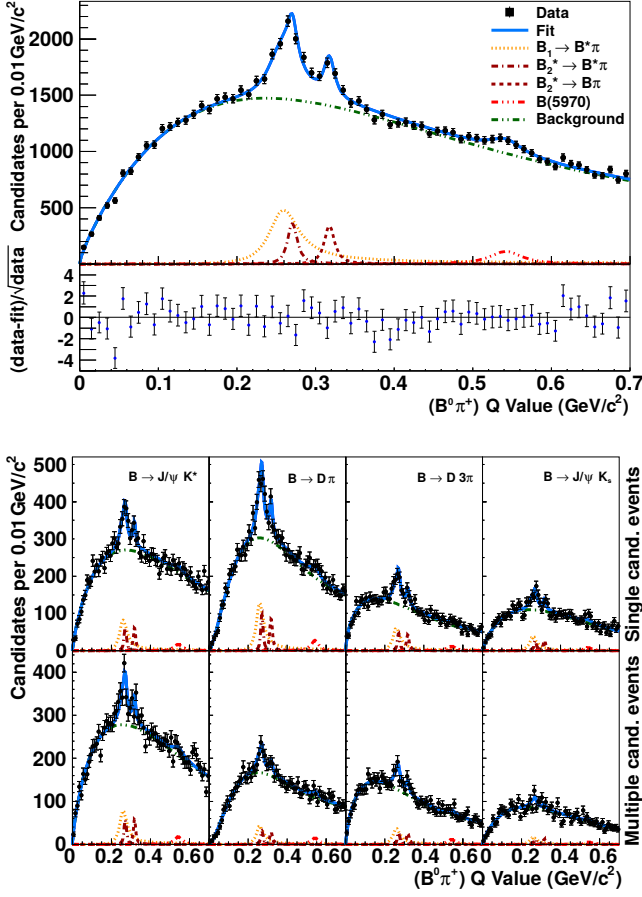 Candidates per 0.01 GeV/c²
2000
1500
1000
500
Data
Fit
B₁ → B*π
B₂* → B*π
B₂* → Bπ
B(5970)
Background
(data-fit)/√data
4
2
0
-2
-4
0 0.1 0.2 0.3 0.4 0.5 0.6 0.7
(B⁰π⁺) Q Value (GeV/c²)
Candidates per 0.01 GeV/c²
500
400
300
200
100
0
B → J/ψ K*
B → D π
B → D 3π
B → J/ψ Kₛ
Single cand. events
400
300
200
100
0
Multiple cand. events
0 0.2 0.4 0.6 0.2 0.4 0.6 0.2 0.4 0.6 0.2 0.4 0.6
(B⁰π⁺) Q Value (GeV/c²)